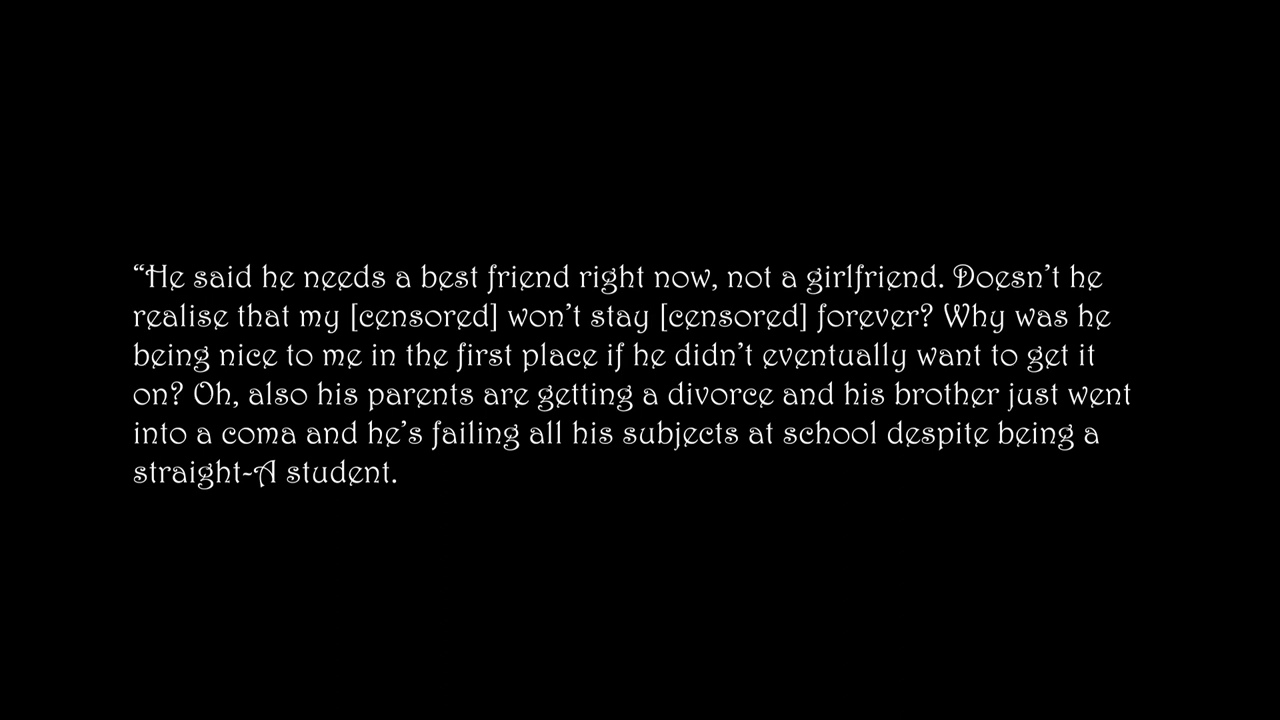 “He said he needs a best friend right now, not a girlfriend. Doesn’t he
realise that my [censored] won’t stay [censored] forever? Why was he
being nice to me in the first place if he didn’t eventually want to get it
on? Oh, also his parents are getting a divorce and his brother just went
into a coma and he’s failing all his subjects at school despite being a
straight-A student.